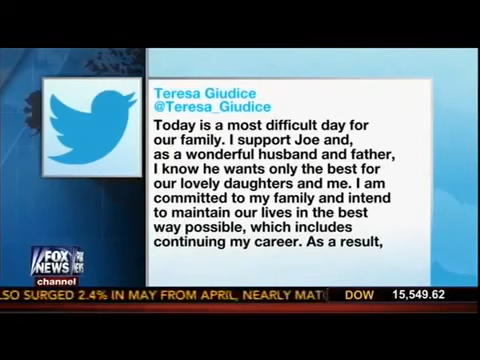 Teresa Giudice
@Teresa_Giudice
Today is a most difficult day for
our family. I support Joe and,
as a wonderful husband and father,
I know he wants only the best for
our lovely daughters and me. I am
committed to my family and intend
to maintain our lives in the best
way possible, which includes
continuing my career. As a result,
FOX
NEWS
channel
FOX
NEWS
LSO SURGED 2.4% IN MAY FROM APRIL, NEARLY MAT
DOW 15,549.62